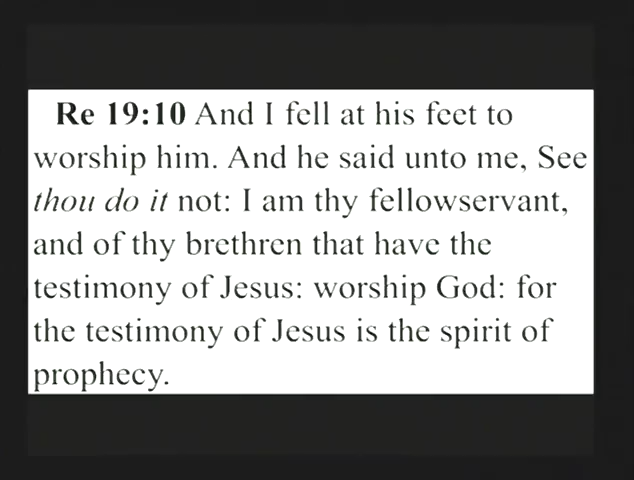 Re 19:10 And I fell at his feet to
worship him. And he said unto me, See
thou do it not: I am thy fellowservant,
and of thy brethren that have the
testimony of Jesus: worship God: for
the testimony of Jesus is the spirit of
prophecy.